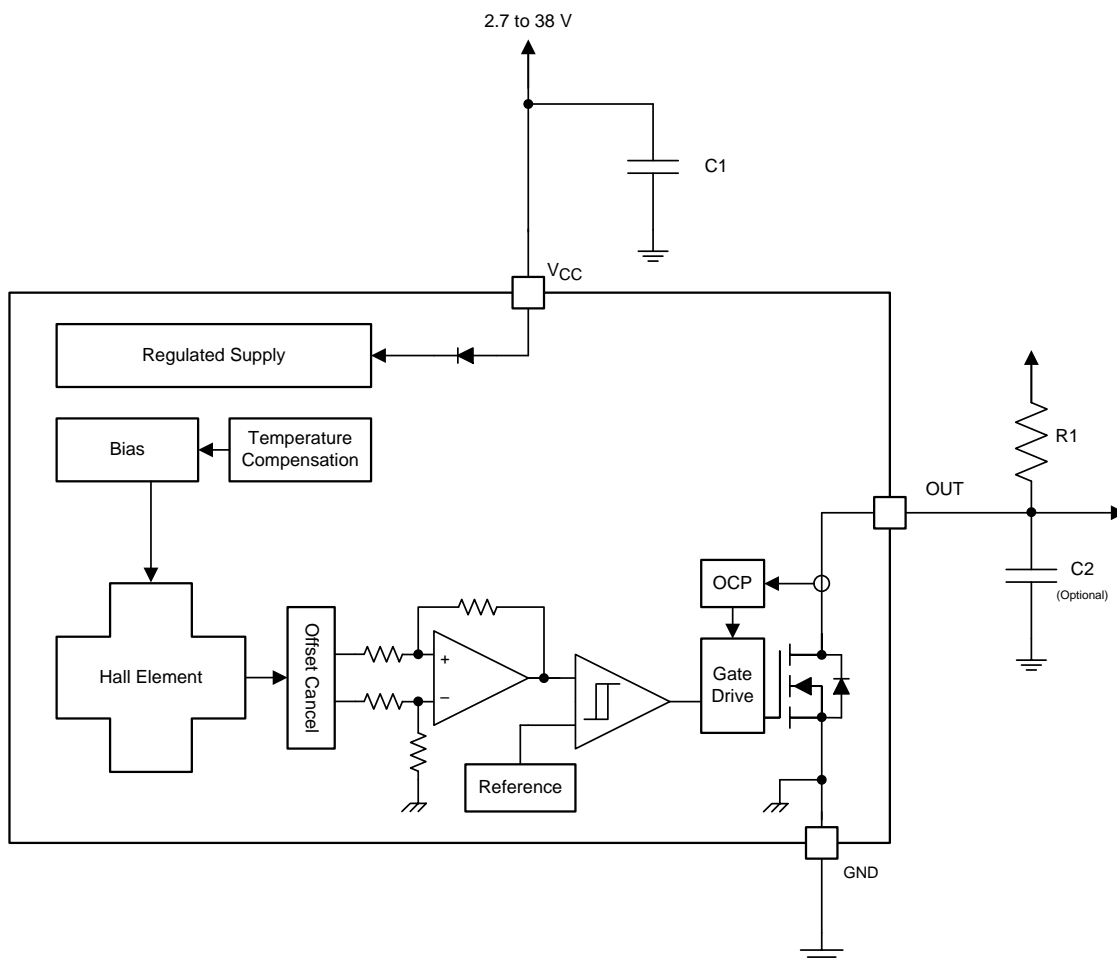 2.7 to 38 V
C1
VCC
Regulated Supply
Bias
Temperature
Compensation
R1
OUT
C2
(Optional)
OCP
Hall Element
Offset Cancel
+
–
Gate
Drive
Reference
GND